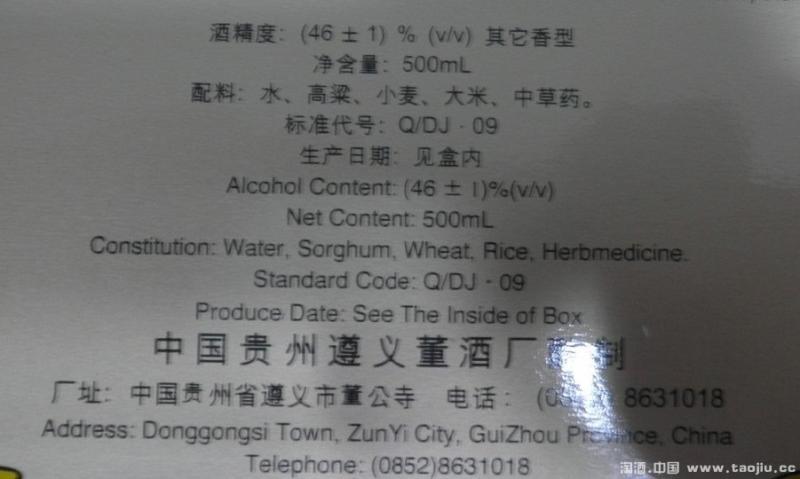 酒精度：(46 ± 1) % (v/v) 其它香型
净含量：500mL
配料：水、高粱、小麦、大米、中草药。
标准代号：Q/DJ · 09
生产日期：见盒内
Alcohol Content: (46 ± 1)%(v/v)
Net Content: 500mL
Constitution: Water, Sorghum, Wheat, Rice, Herbmedicine.
Standard Code: Q/DJ · 09
Produce Date: See The Inside of Box
中国贵州遵义董酒厂 制
厂址：中国贵州省遵义市董公寺 电话： 8631018
Address: Donggongsi Town, ZunYi City, GuiZhou Province, China
Telephone: (0852)8631018
淘酒.中国 www.taojiu.cc